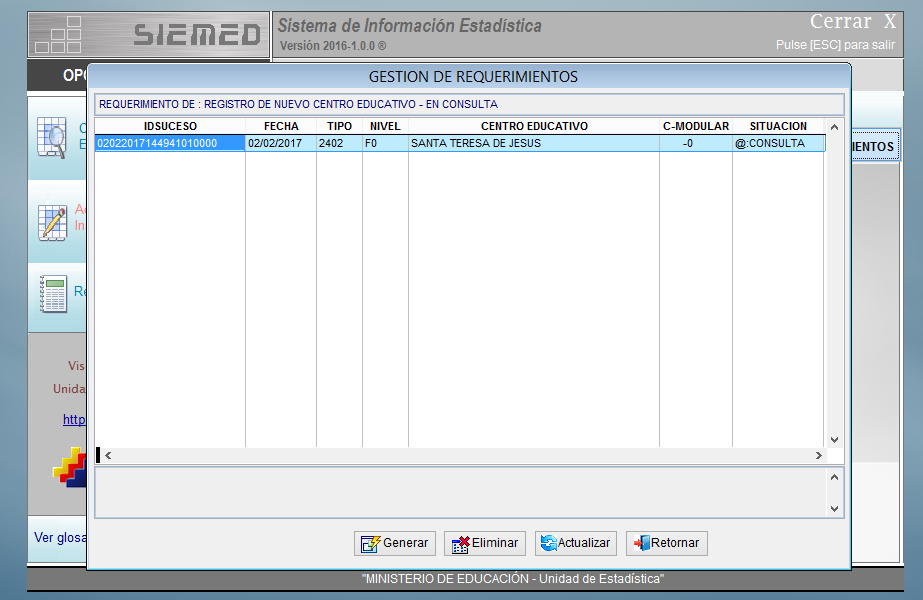 SIEMED
Sistema de Información Estadística
Versión 2016-1.0.0 ®
Cerrar X
Pulse [ESC] para salir
GESTION DE REQUERIMIENTOS
REQUERIMIENTO DE : REGISTRO DE NUEVO CENTRO EDUCATIVO - EN CONSULTA
IDSUCESO FECHA TIPO NIVEL CENTRO EDUCATIVO C-MODULAR SITUACION
02022017144941010000 02/02/2017 2402 F0 SANTA TERESA DE JESUS -0 @:CONSULTA
IENTOS
Vis
Unida
http
Ver glosa
Generar Eliminar Actualizar Retornar
"MINISTERIO DE EDUCACIÓN - Unidad de Estadística"